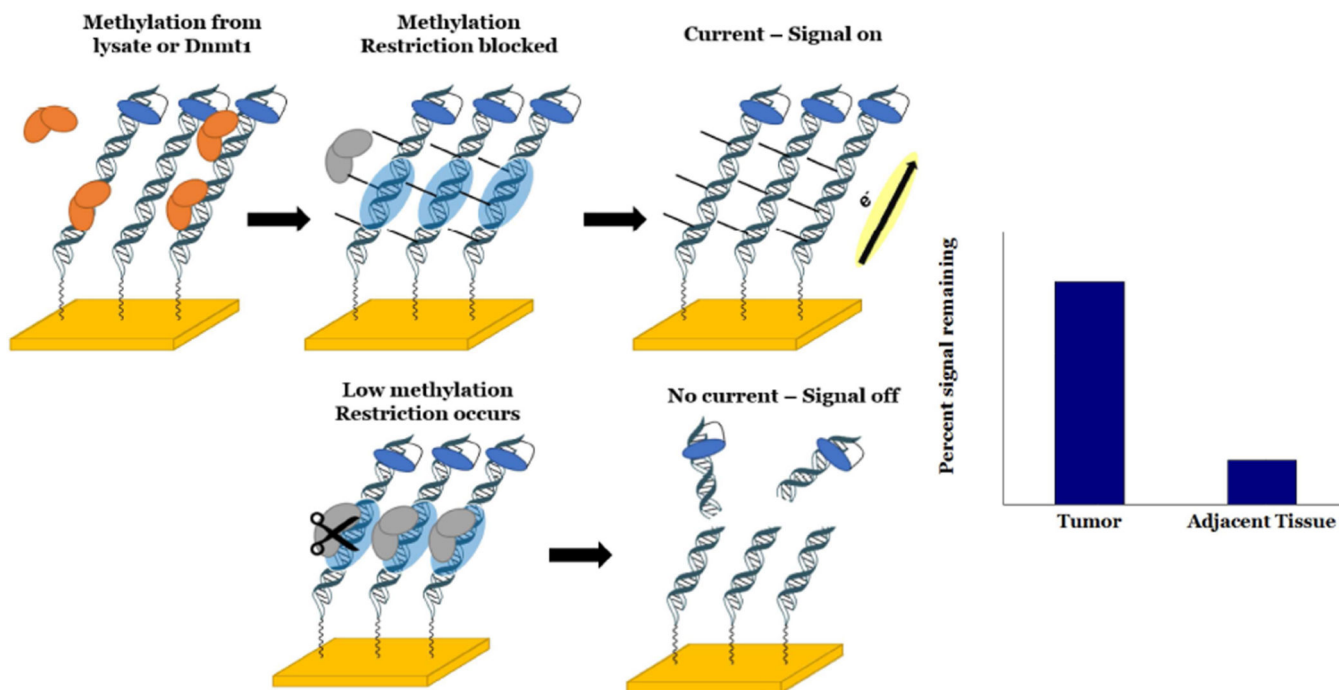 Methylation from
lysate or Dnmt1
Methylation
Restriction blocked
Current – Signal on
e-
Low methylation
Restriction occurs
No current – Signal off
Percent signal remaining
Tumor
Adjacent Tissue